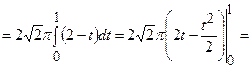 = 2√2π∫₀¹(2 − t)dt = 2√2π(2t − t²/2)|₀¹ =